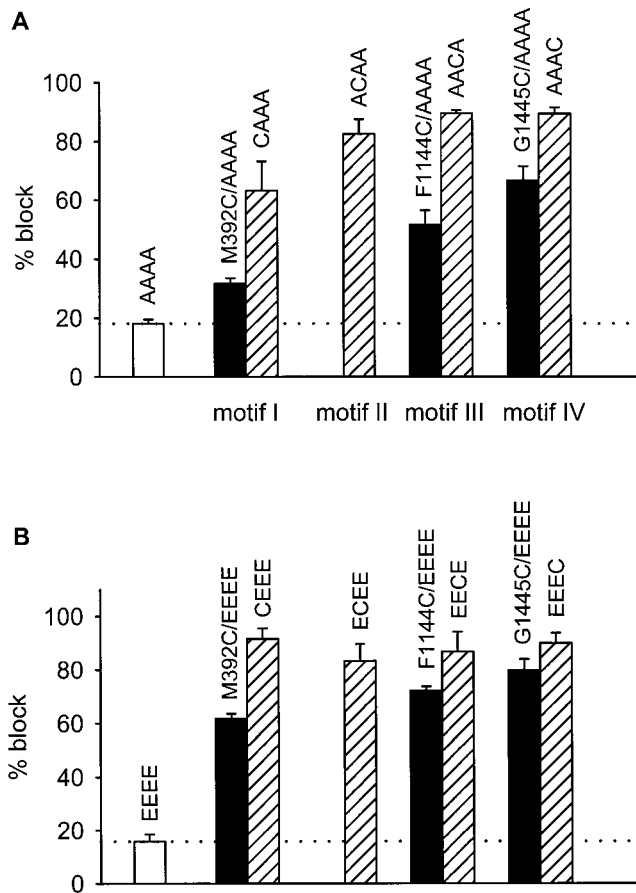 A
% block
100
80
60
40
20
0
AAAA
M392C/AAAA
CAAA
ACAA
F1144C/AAAA
AACA
G1445C/AAAA
AAAC
motif I motif II motif III motif IV
B
% block
100
80
60
40
20
0
EEEE
M392C/EEEE
CEEE
ECEE
F1144C/EEEE
EECE
G1445C/EEEE
EEEC